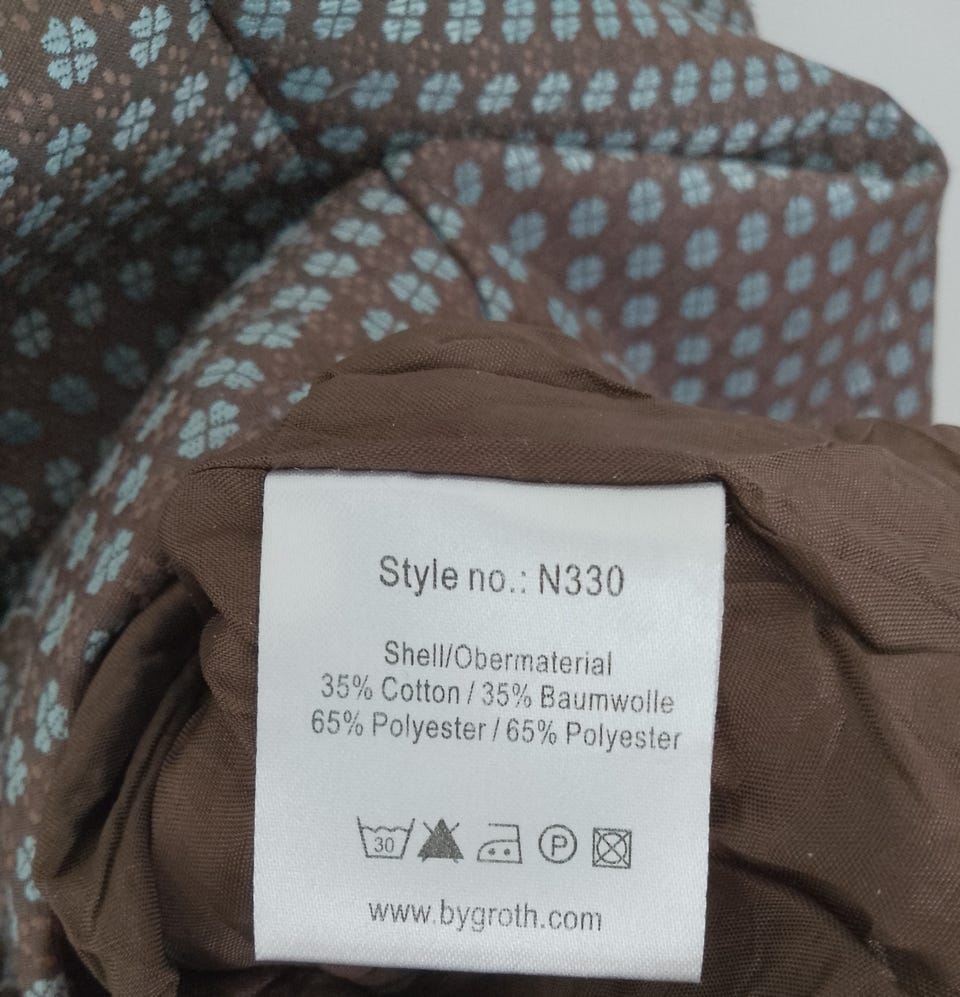 Style no.: N330
Shell/Obermaterial
35% Cotton / 35% Baumwolle
65% Polyester / 65% Polyester
30 P
www.bygroth.com